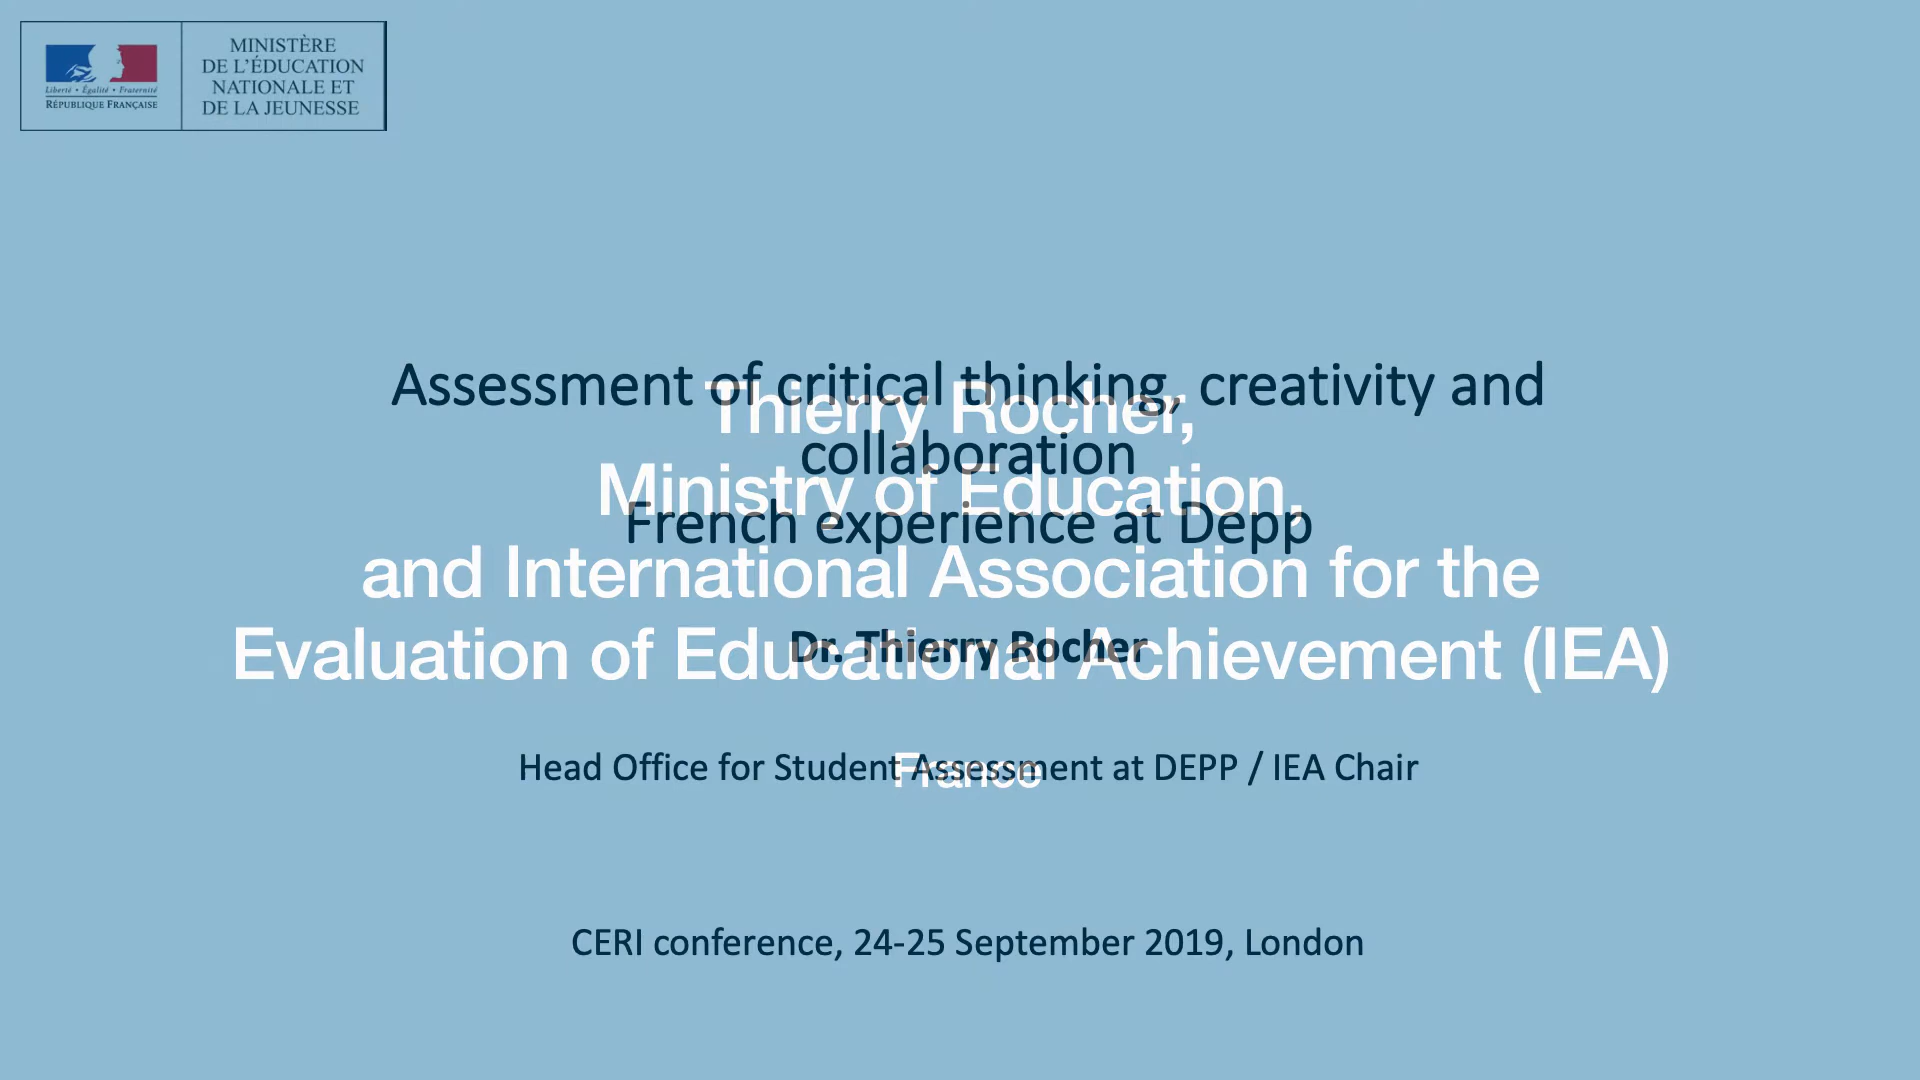 MINISTÈRE
DE L'ÉDUCATION
NATIONALE ET
DE LA JEUNESSE
Liberté • Égalité • Fraternité
RÉPUBLIQUE FRANÇAISE
Assessment of critical thinking, creativity and
collaboration
French experience at Depp
Dr. Thierry Rocher
Head Office for Student Assessment at DEPP / IEA Chair
CERI conference, 24-25 September 2019, London
Thierry Rocher,
Ministry of Education,
and International Association for the
Evaluation of Educational Achievement (IEA)
France